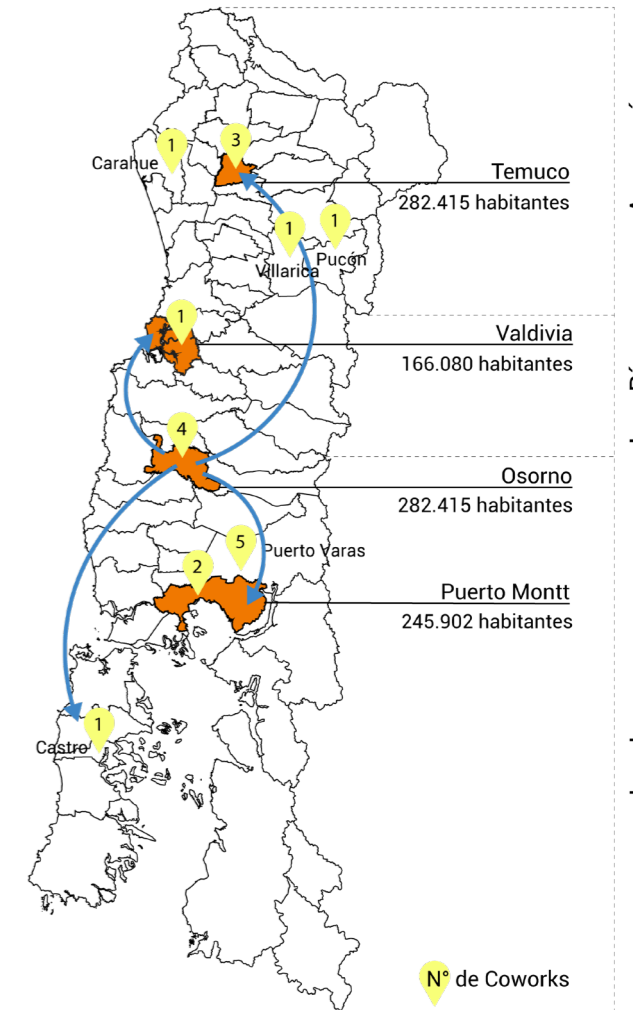 3
1
Carahue
Temuco
282.415 habitantes
1
1
Pucón
Villarica
1
Valdivia
166.080 habitantes
4
Osorno
282.415 habitantes
5
Puerto Varas
2
Puerto Montt
245.902 habitantes
1
Castro
N° de Coworks